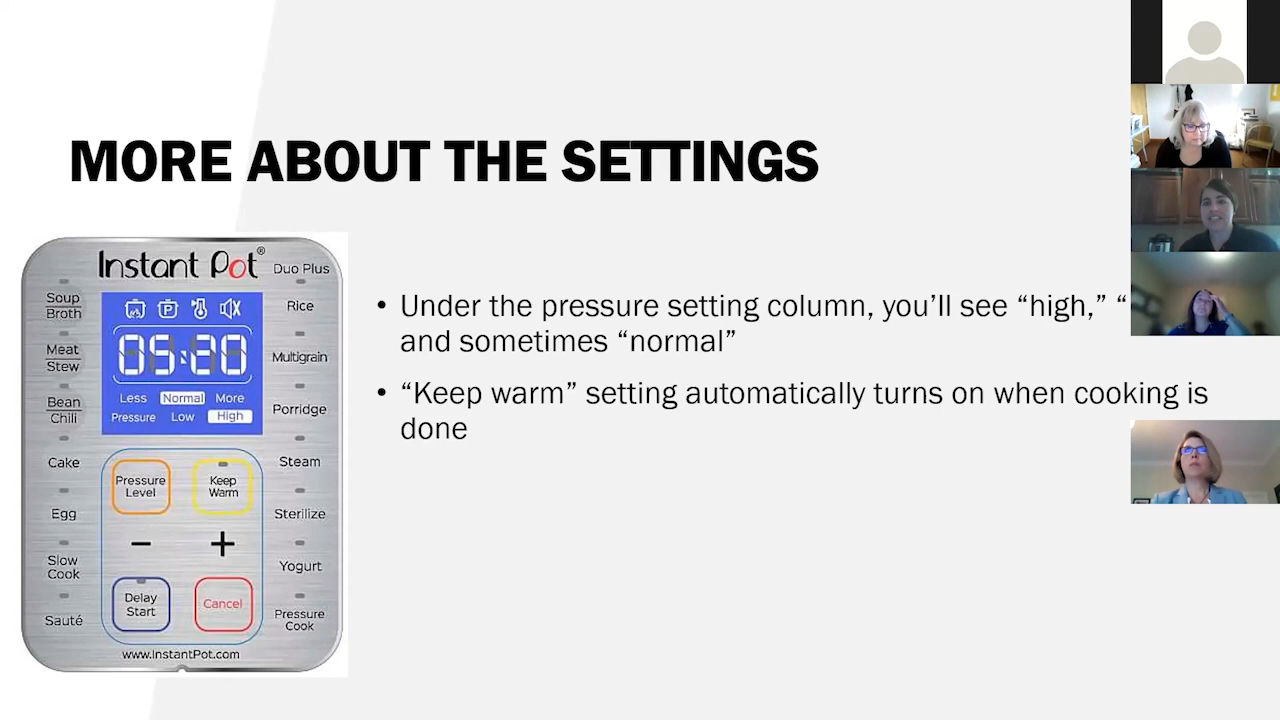 MORE ABOUT THE SETTINGS
Instant Pot®
Duo Plus
Soup
Broth
Meat
Stew
Bean
Chili
Cake
Egg
Slow
Cook
Sauté
05:30
Less Normal More
Pressure Low High
Pressure
Level
Keep
Warm
− +
Delay
Start
Cancel
Rice
Multigrain
Porridge
Steam
Sterilize
Yogurt
Pressure
Cook
www.InstantPot.com
• Under the pressure setting column, you’ll see “high,” “
and sometimes “normal”
• “Keep warm” setting automatically turns on when cooking is
done